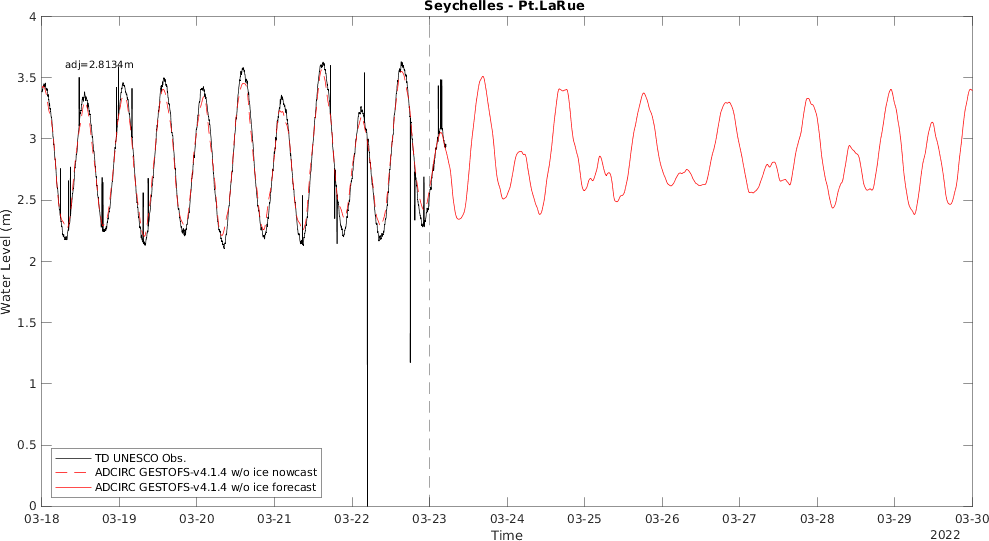 Seychelles - Pt.LaRue
adj=2.8134m
Water Level (m)
4
3.5
3
2.5
2
1.5
1
0.5
0
TD UNESCO Obs.
ADCIRC GESTOFS-v4.1.4 w/o ice nowcast
ADCIRC GESTOFS-v4.1.4 w/o ice forecast
03-18 03-19 03-20 03-21 03-22 03-23 03-24 03-25 03-26 03-27 03-28 03-29 03-30
Time
2022